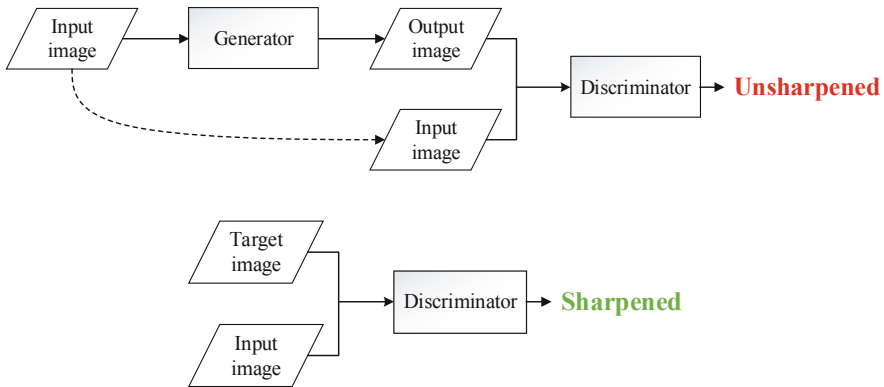 Input
image
Generator
Output
image
Input
image
Discriminator
Unsharpened
Target
image
Input
image
Discriminator
Sharpened